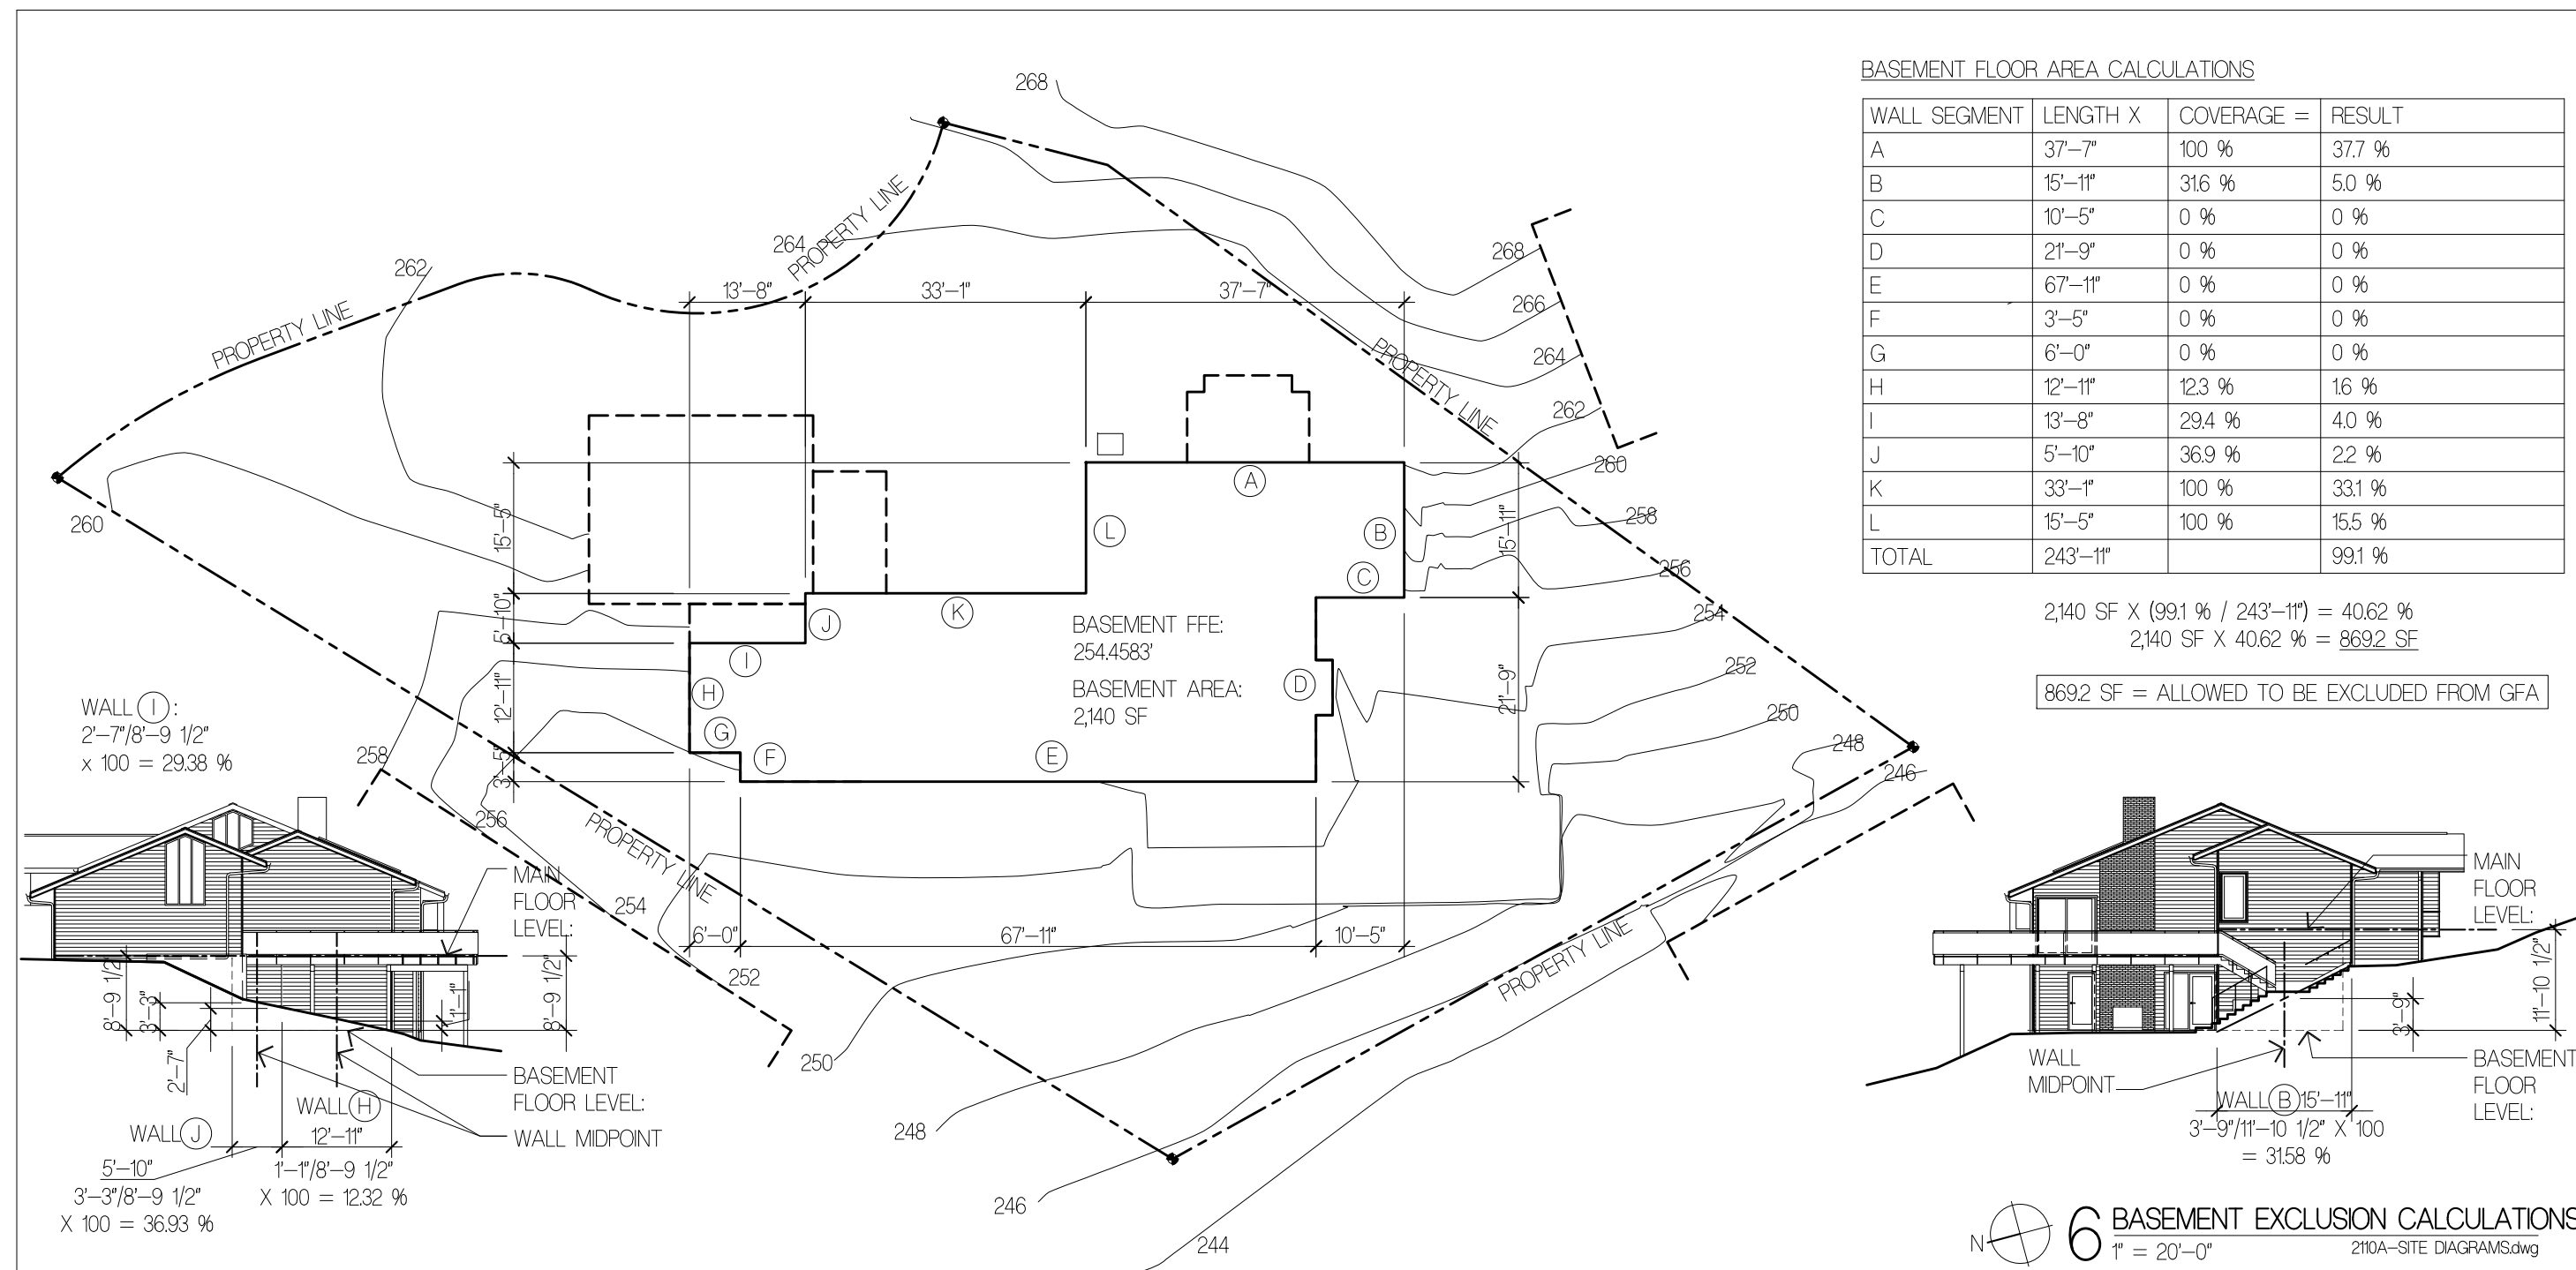 BASEMENT FLOOR AREA CALCULATIONS
WALL SEGMENT LENGTH X COVERAGE = RESULT
A 37'-7" 100 % 37.7 %
B 15'-11" 31.6 % 5.0 %
C 10'-5" 0 % 0 %
D 21'-9" 0 % 0 %
E 67'-11" 0 % 0 %
F 3'-5" 0 % 0 %
G 6'-0" 0 % 0 %
H 12'-11" 12.3 % 1.6 %
I 13'-8" 29.4 % 4.0 %
J 5'-10" 36.9 % 2.2 %
K 33'-1" 100 % 33.1 %
L 15'-5" 100 % 15.5 %
TOTAL 243'-11" 99.1 %
2,140 SF X (99.1 % / 243'-11") = 40.62 %
2,140 SF X 40.62 % = 869.2 SF
869.2 SF = ALLOWED TO BE EXCLUDED FROM GFA
268
264
262
260
PROPERTY LINE
PROPERTY LINE
PROPERTY LINE
PROPERTY LINE
PROPERTY LINE
13'-8"
33'-1"
37'-7"
268
266
264
262
260
258
256
254
252
250
248
246
15'-5"
5'-10"
12'-11"
3'-5"
15'-11"
21'-9"
A
B
C
D
E
F
G
H
I
J
K
L
BASEMENT FFE:
254.4583'
BASEMENT AREA:
2,140 SF
6'-0"
67'-11"
10'-5"
258
256
254
252
250
248
246
244
WALL I :
2'-7"/8'-9 1/2"
x 100 = 29.38 %
MAIN
FLOOR
LEVEL:
8'-9 1/2"
3'-3"
2'-7"
1'-1"
8'-9 1/2"
BASEMENT
FLOOR LEVEL:
WALL MIDPOINT
WALL H
12'-11"
1'-1"/8'-9 1/2"
X 100 = 12.32 %
WALL J
5'-10"
3'-3"/8'-9 1/2"
X 100 = 36.93 %
MAIN
FLOOR
LEVEL:
11'-10 1/2"
3'-9"
WALL
MIDPOINT
BASEMENT
FLOOR
LEVEL:
WALL B 15'-11"
3'-9"/11'-10 1/2" X 100
= 31.58 %
N
6 BASEMENT EXCLUSION CALCULATIONS
1" = 20'-0" 2110A-SITE DIAGRAMS.dwg